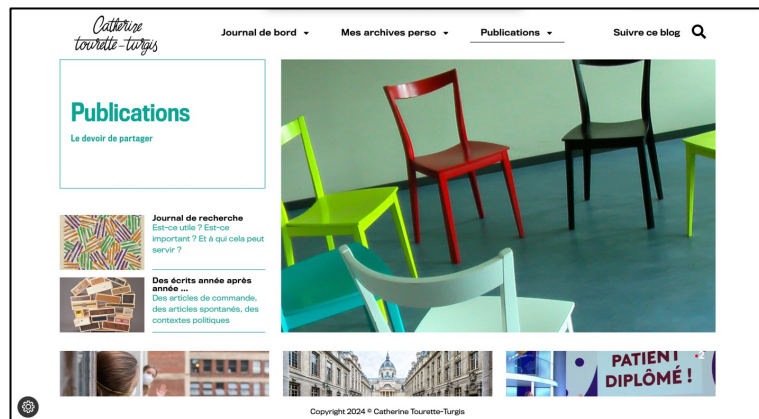 Catherine
tourette-turgis
Journal de bord
Mes archives perso
Publications
Suivre ce blog
Publications
Le devoir de partager
Journal de recherche
Est-ce utile ? Est-ce
important ? Et à qui cela peut
servir ?
Des écrits année après
année ...
Des articles de commande,
des articles spontanés, des
contextes politiques
PATIENT
DIPLÔMÉ !
Copyright 2024 © Catherine Tourette-Turgis